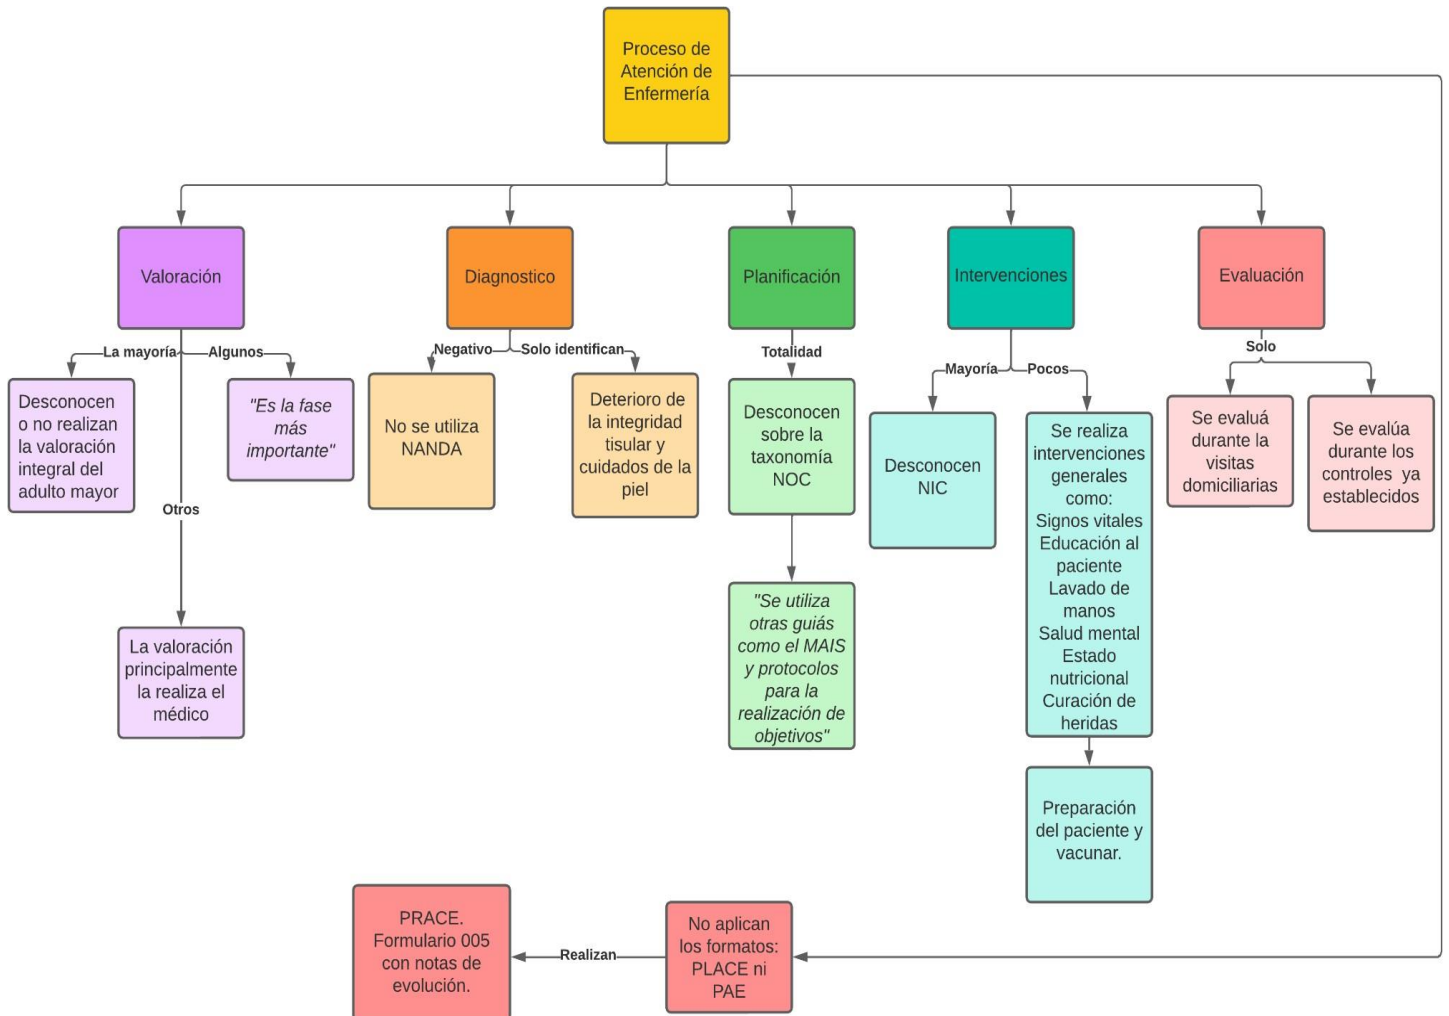 Proceso de
Atención de
Enfermería
Valoración
Diagnostico
Planificación
Intervenciones
Evaluación
La mayoría
Algunos
Otros
Desconocen
o no realizan
la valoración
integral del
adulto mayor
"Es la fase
más
importante"
La valoración
principalmente
la realiza el
médico
Negativo
Solo identifican
No se utiliza
NANDA
Deterioro de
la integridad
tisular y
cuidados de la
piel
Totalidad
Desconocen
sobre la
taxonomía
NOC
"Se utiliza
otras guiás
como el MAIS
y protocolos
para la
realización de
objetivos"
Mayoría
Pocos
Desconocen
NIC
Se realiza
intervenciones
generales
como:
Signos vitales
Educación al
paciente
Lavado de
manos
Salud mental
Estado
nutricional
Curación de
heridas
Preparación
del paciente y
vacunar.
Solo
Se evaluá
durante la
visitas
domiciliarias
Se evalúa
durante los
controles ya
establecidos
No aplican
los formatos:
PLACE ni
PAE
Realizan
PRACE.
Formulario 005
con notas de
evolución.